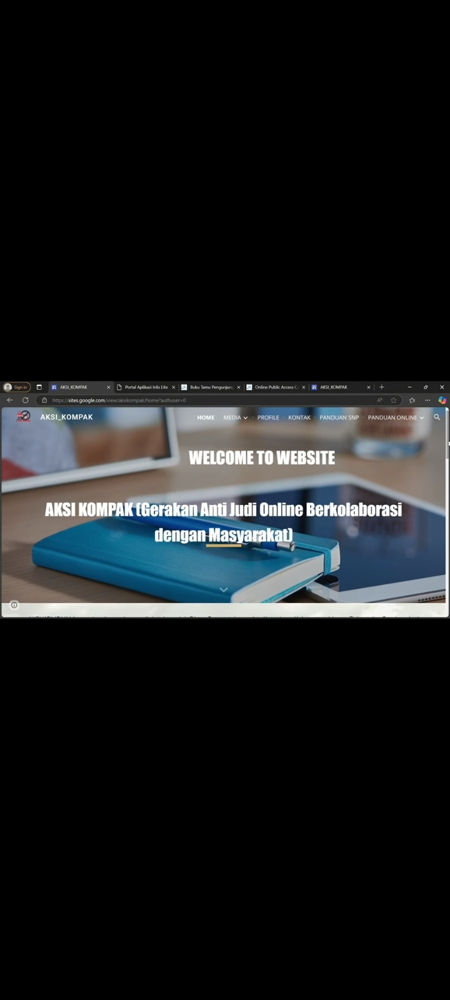 Sign in
AKSI_KOMPAK
Portal Aplikasi Inlis Lite
Buku Tamu Pengunjung
Online Public Access C
AKSI_KOMPAK
https://sites.google.com/view/aksikompak/home?authuser=0
AKSI_KOMPAK
HOME MEDIA PROFILE KONTAK PANDUAN SNP PANDUAN ONLINE
WELCOME TO WEBSITE
AKSI KOMPAK (Gerakan Anti Judi Online Berkolaborasi
dengan Masyarakat)